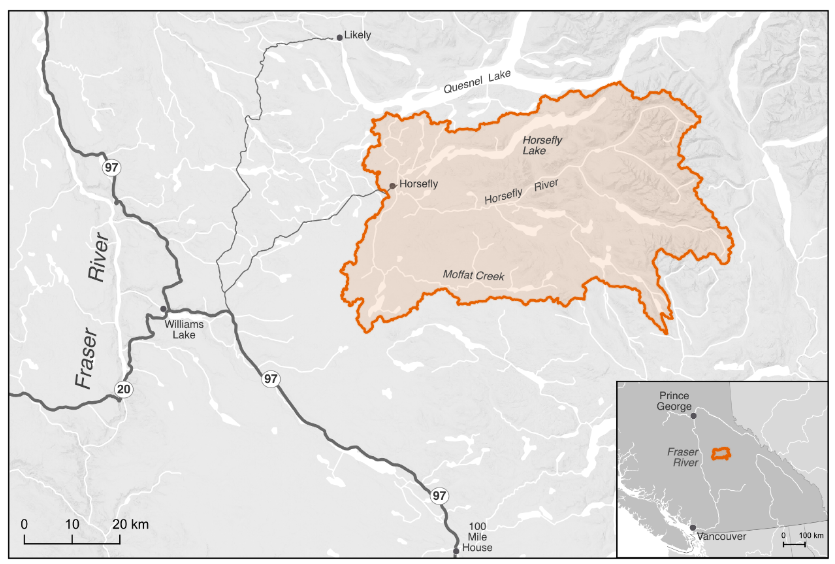 Likely
Quesnel Lake
Horsefly
Lake
97
Horsefly
Horsefly River
Fraser River
Moffat Creek
Williams
Lake
97
20
Prince
George
Fraser
River
97
0 10 20 km
100
Mile
House
Vancouver
0 100 km